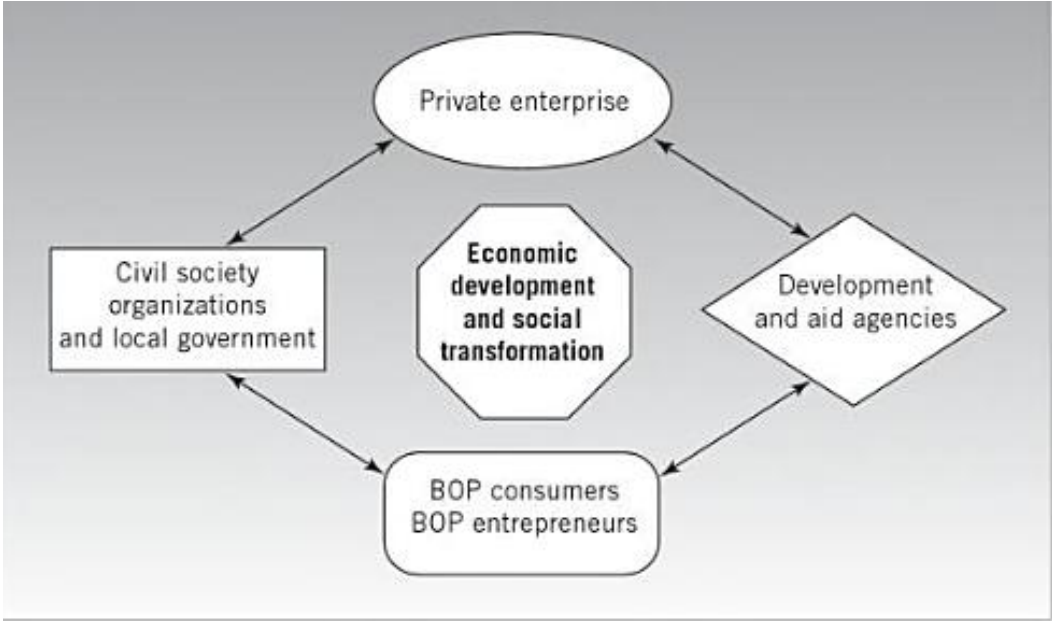 Private enterprise
Economic
development
and social
transformation
Civil society
organizations
and local government
Development
and aid agencies
BOP consumers
BOP entrepreneurs